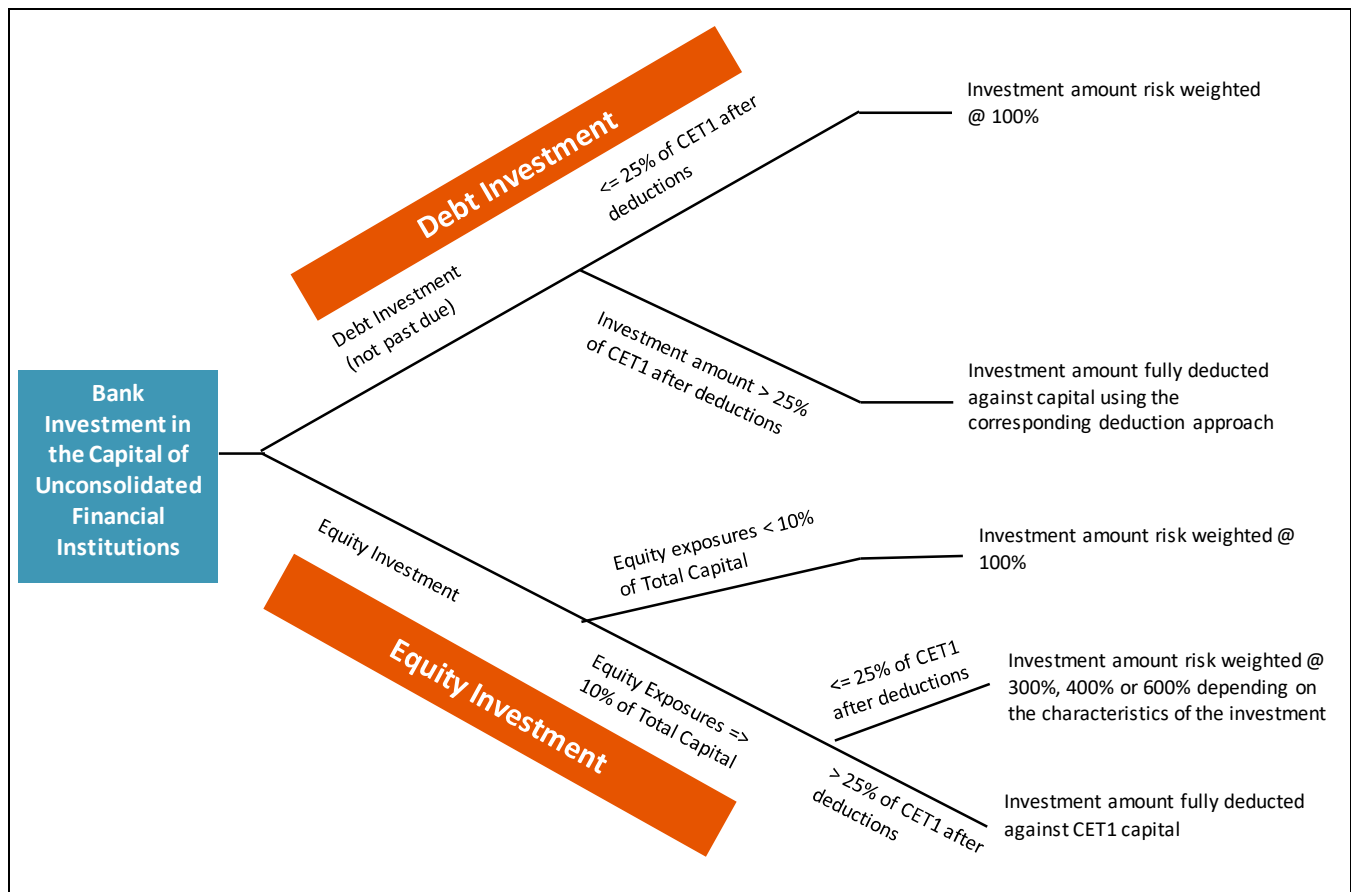 Bank
Investment in
the Capital of
Unconsolidated
Financial
Institutions
Debt Investment
Debt Investment
(not past due)
<= 25% of CET1 after
deductions
Investment amount risk weighted
@ 100%
Investment amount > 25%
of CET1 after deductions
Investment amount fully deducted
against capital using the
corresponding deduction approach
Equity Investment
Equity Investment
Equity exposures < 10%
of Total Capital
Investment amount risk weighted @
100%
Equity Exposures =>
10% of Total Capital
<= 25% of CET1
after deductions
Investment amount risk weighted @
300%, 400% or 600% depending on
the characteristics of the investment
> 25% of CET1 after
deductions
Investment amount fully deducted
against CET1 capital